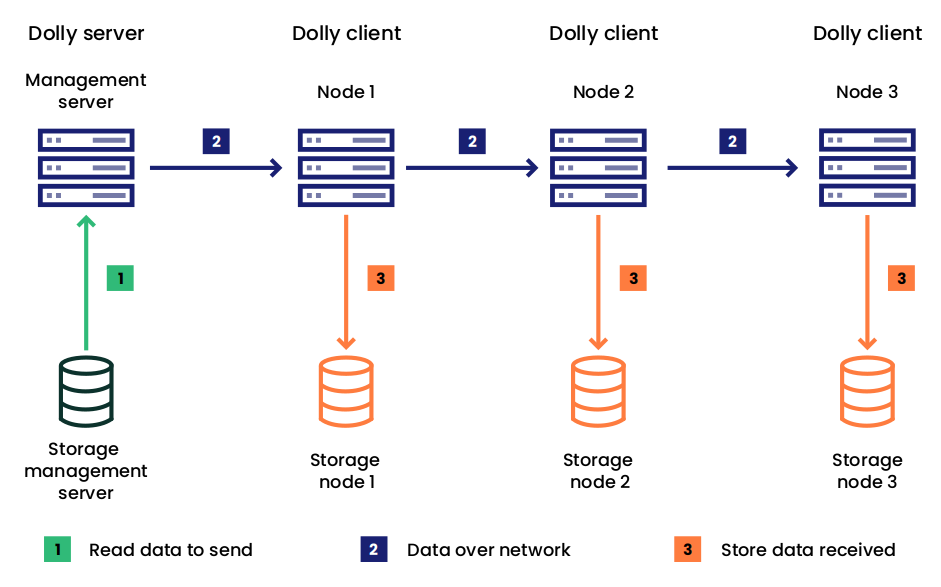 Dolly server
Dolly client
Dolly client
Dolly client
Management
server
Node 1
Node 2
Node 3
2
2
2
1
3
3
3
Storage
management
server
Storage
node 1
Storage
node 2
Storage
node 3
1 Read data to send
2 Data over network
3 Store data received